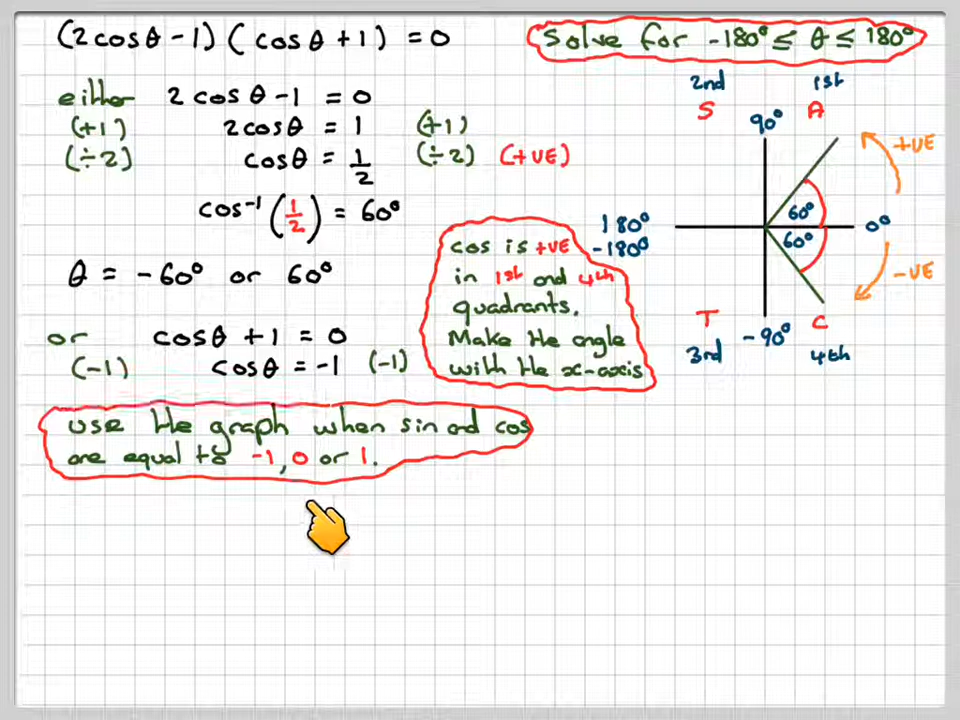 (2cosθ - 1)(cosθ + 1) = 0
Solve for -180° ≤ θ ≤ 180°
either 2cosθ - 1 = 0
(+1) 2cosθ = 1 (+1)
(÷2) cosθ = 1/2 (÷2) (+VE)
cos⁻¹(1/2) = 60°
θ = -60° or 60°
cos is +VE
in 1st and 4th
quadrants.
Make the angle
with the x-axis
2nd 1st
S A
90°
+VE
60°
180° 0°
-180° 60°
-VE
T C
-90°
3rd 4th
or cosθ + 1 = 0
(-1) cosθ = -1 (-1)
use the graph when sin ad cos
are equal to -1, 0 or 1.